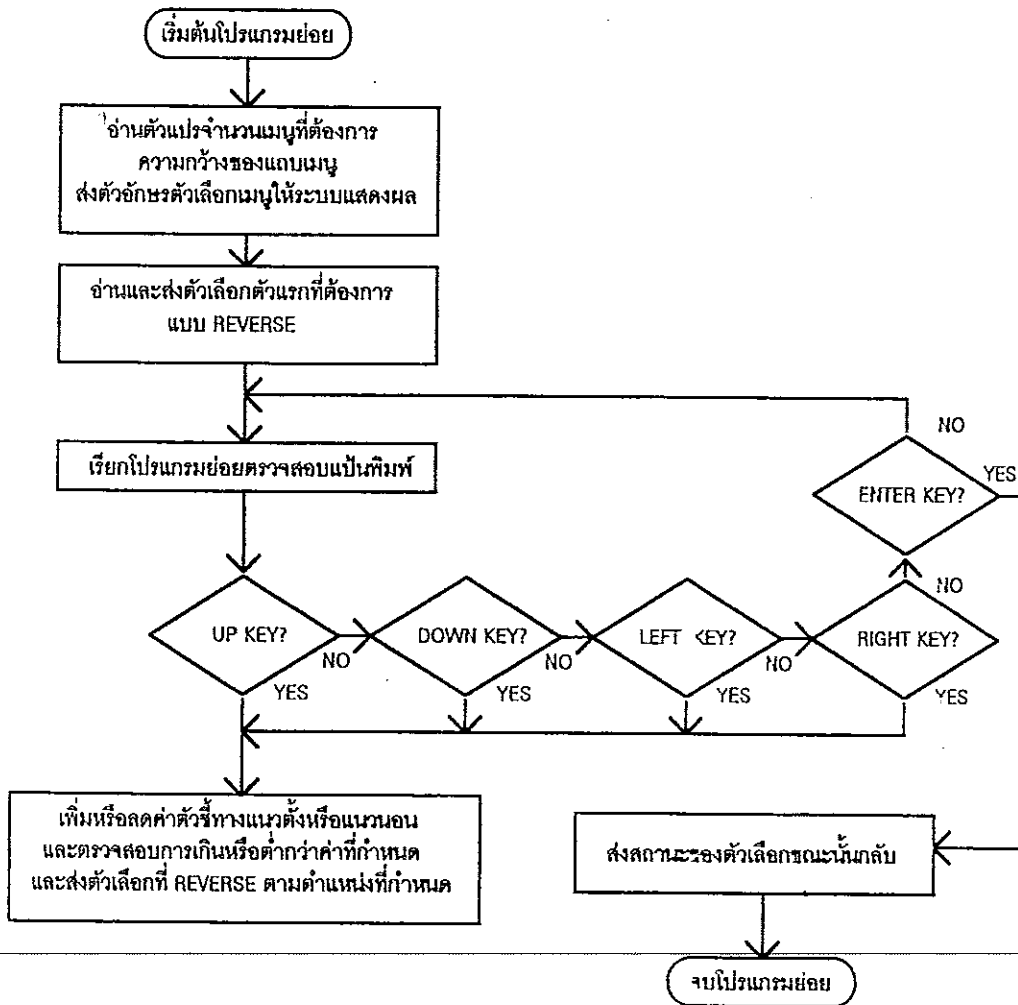 เริ่มต้นโปรแกรมย่อย
อ่านตัวแปรจำนวนเมนูที่ต้องการ
ความกว้างของแถบเมนู
ส่งตัวอักษรตัวเลือกเมนูให้ระบบแสดงผล
อ่านและส่งตัวเลือกตัวแรกที่ต้องการ
แบบ REVERSE
เรียกโปรแกรมย่อยตรวจสอบแป้นพิมพ์
NO
ENTER KEY?
YES
UP KEY?
NO
YES
DOWN KEY?
NO
YES
LEFT KEY?
NO
YES
RIGHT KEY?
NO
YES
เพิ่มหรือลดค่าตัวชี้ทางแนวตั้งหรือแนวนอน
และตรวจสอบการเกินหรือต่ำกว่าค่าที่กำหนด
และส่งตัวเลือกที่ REVERSE ตามตำแหน่งที่กำหนด
ส่งสถานะของตัวเลือกขณะนั้นกลับ
จบโปรแกรมย่อย